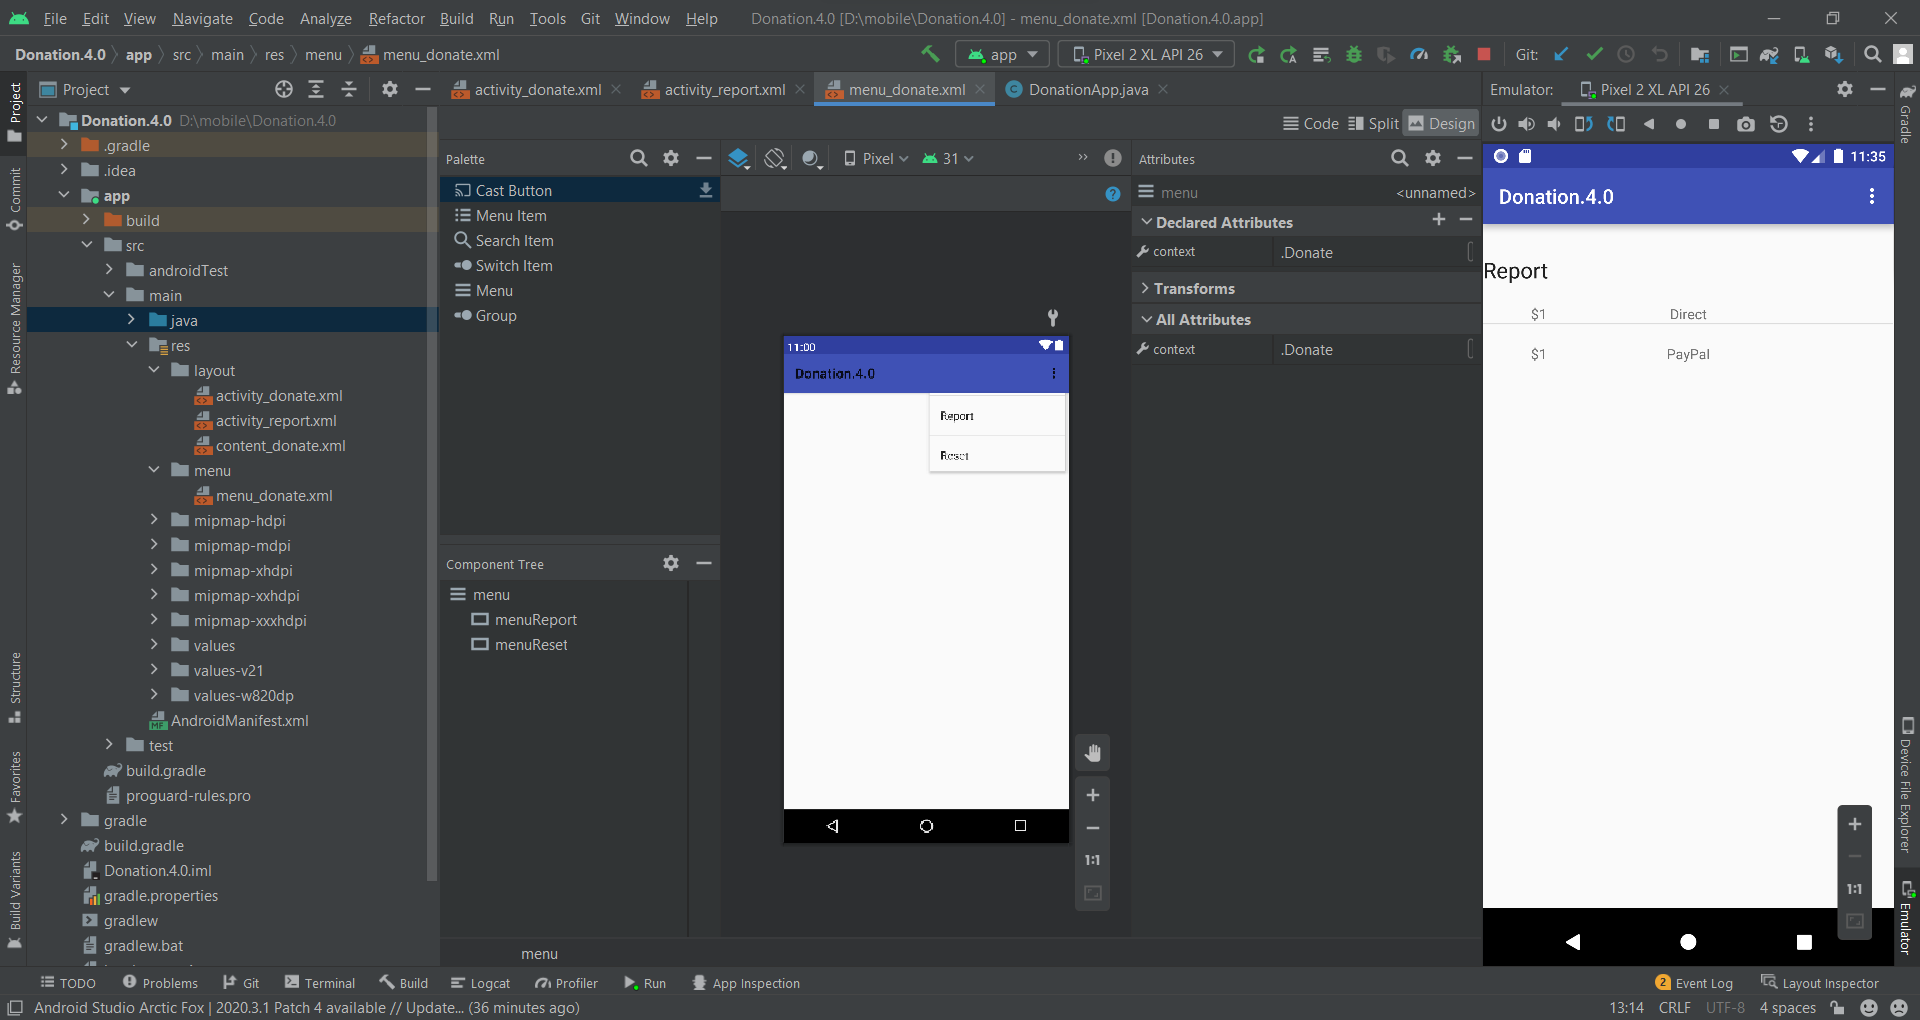 File Edit View Navigate Code Analyze Refactor Build Run Tools Git Window Help Donation.4.0 [D:\mobile\Donation.4.0] - menu_donate.xml [Donation.4.0.app]
Donation.4.0 app src main res menu menu_donate.xml app Pixel 2 XL API 26 Git:
Project activity_donate.xml activity_report.xml menu_donate.xml DonationApp.java Emulator: Pixel 2 XL API 26
Code Split Design
Project
Commit
Resource Manager
Structure
Favorites
Build Variants
Donation.4.0 D:\mobile\Donation.4.0
.gradle
.idea
app
build
src
androidTest
main
java
res
layout
activity_donate.xml
activity_report.xml
content_donate.xml
menu
menu_donate.xml
mipmap-hdpi
mipmap-mdpi
mipmap-xhdpi
mipmap-xxhdpi
mipmap-xxxhdpi
values
values-v21
values-w820dp
AndroidManifest.xml
test
build.gradle
proguard-rules.pro
gradle
build.gradle
Donation.4.0.iml
gradle.properties
gradlew
gradlew.bat
Palette
Cast Button
Menu Item
Search Item
Switch Item
Menu
Group
Component Tree
menu
menuReport
menuReset
Pixel 31
11:00
Donation.4.0
Report
Reset
1:1
menu
Attributes
menu <unnamed>
Declared Attributes
context .Donate
Transforms
All Attributes
context .Donate
11:35
Donation.4.0
Report
$1 Direct
$1 PayPal
1:1
Gradle
Device File Explorer
Emulator
TODO Problems Git Terminal Build Logcat Profiler Run App Inspection 2 Event Log Layout Inspector
Android Studio Arctic Fox | 2020.3.1 Patch 4 available // Update... (36 minutes ago) 13:14 CRLF UTF-8 4 spaces